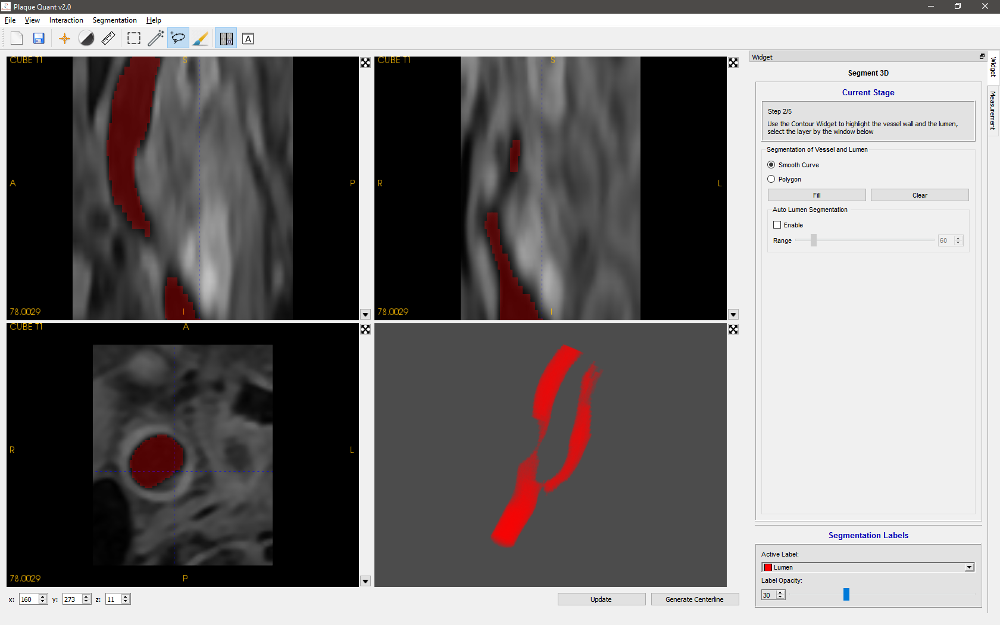 Plaque Quant v2.0
File View Interaction Segmentation Help
A
CUBE T1
S
A
P
78.0029
I
CUBE T1
S
R
L
78.0029
I
CUBE T1
A
R
L
78.0029
P
x: 160 y: 273 z: 11
Update
Generate Centerline
Widget
Segment 3D
Current Stage
Step 2/5
Use the Contour Widget to highlight the vessel wall and the lumen,
select the layer by the window below
Segmentation of Vessel and Lumen
Smooth Curve
Polygon
Fill
Clear
Auto Lumen Segmentation
Enable
Range
60
Segmentation Labels
Active Label:
Lumen
Label Opacity:
30
Widget
Measurement